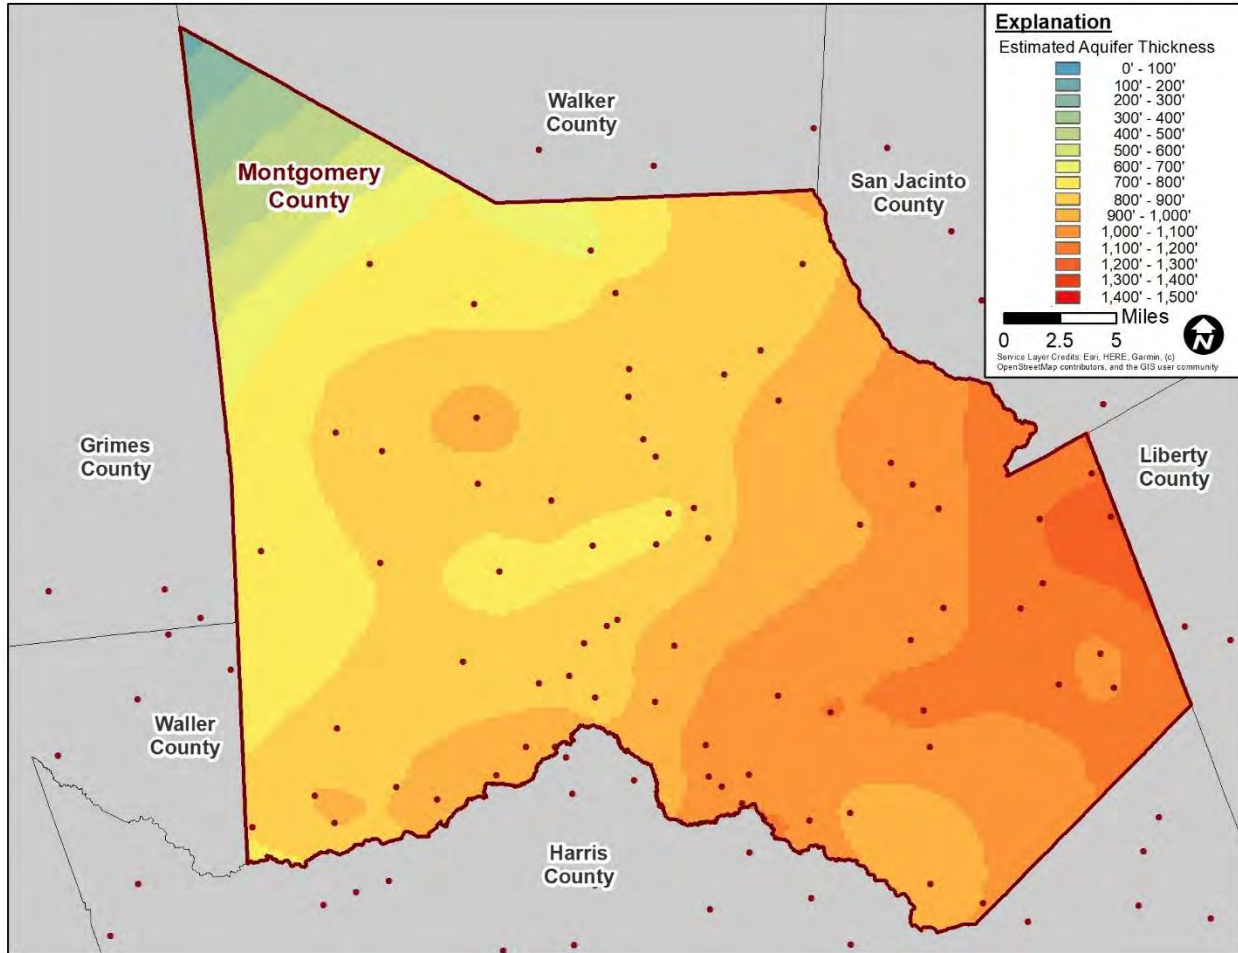 Explanation
Estimated Aquifer Thickness
0' - 100'
100' - 200'
200' - 300'
300' - 400'
400' - 500'
500' - 600'
600' - 700'
700' - 800'
800' - 900'
900' - 1,000'
1,000' - 1,100'
1,100' - 1,200'
1,200' - 1,300'
1,300' - 1,400'
1,400' - 1,500'
Miles
0 2.5 5
N
Service Layer Credits: Esri, HERE, Garmin, (c)
OpenStreetMap contributors, and the GIS user community
Walker
County
Montgomery
County
San Jacinto
County
Grimes
County
Liberty
County
Waller
County
Harris
County